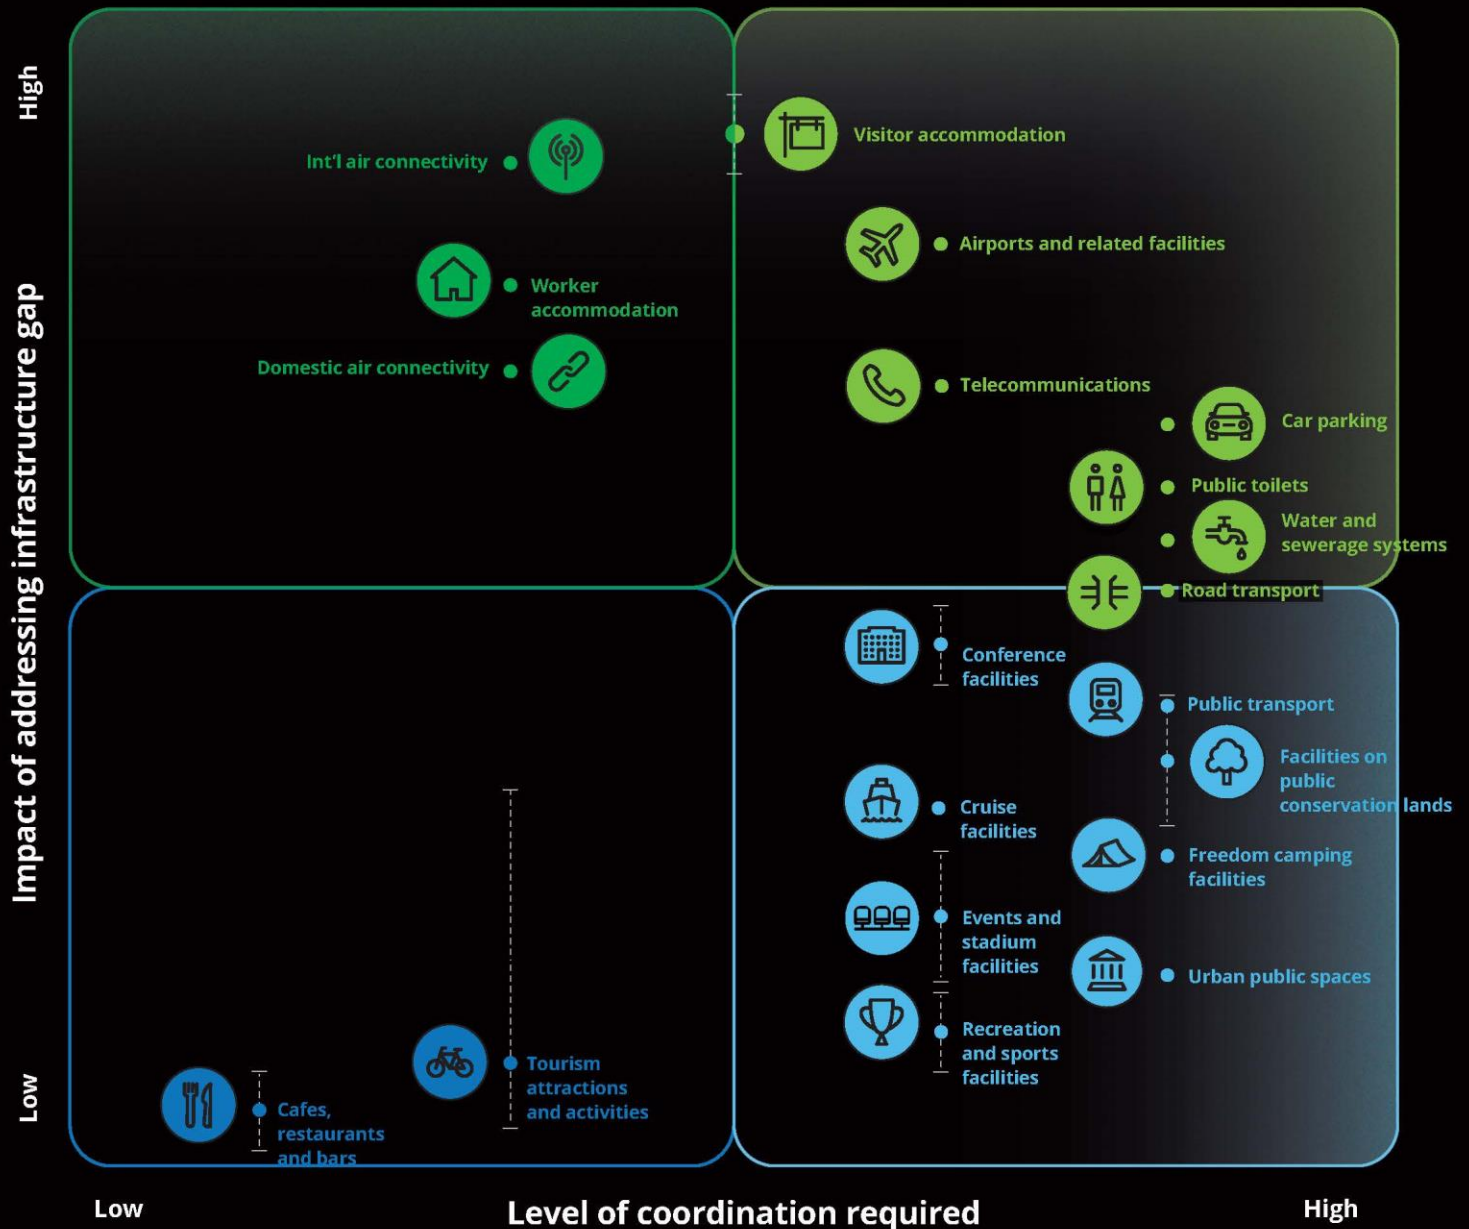 High
Impact of addressing infrastructure gap
Low
Visitor accommodation
Int'l air connectivity
Airports and related facilities
Worker
accommodation
Domestic air connectivity
Telecommunications
Car parking
Public toilets
Water and
sewerage systems
Road transport
Conference
facilities
Public transport
Facilities on
public
conservation lands
Cruise
facilities
Freedom camping
facilities
Events and
stadium
facilities
Urban public spaces
Recreation
and sports
facilities
Tourism
attractions
and activities
Cafes,
restaurants
and bars
Low
Level of coordination required
High